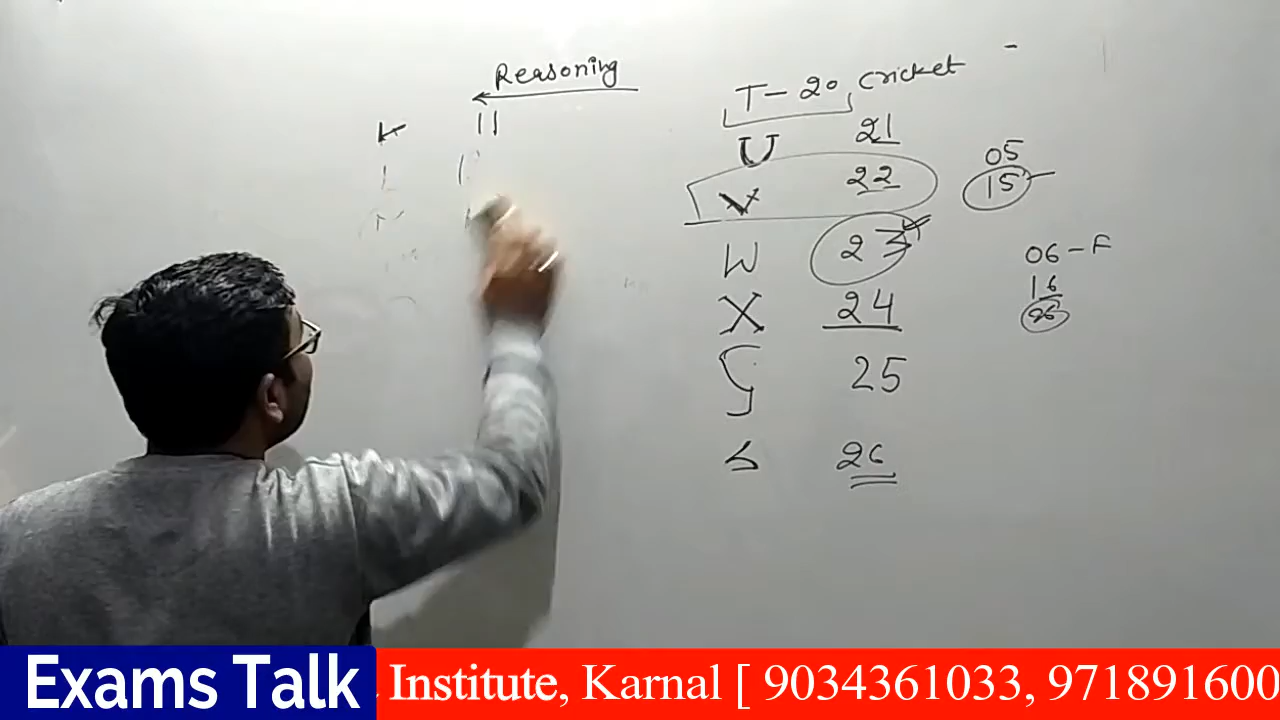 Reasoning
K 11
L
T-20 Cricket
U 21
V 22
W 23
X 24
Y 25
Z 26
05
15
06-F
16
26
Exams Talk
Institute, Karnal [ 9034361033, 971891600